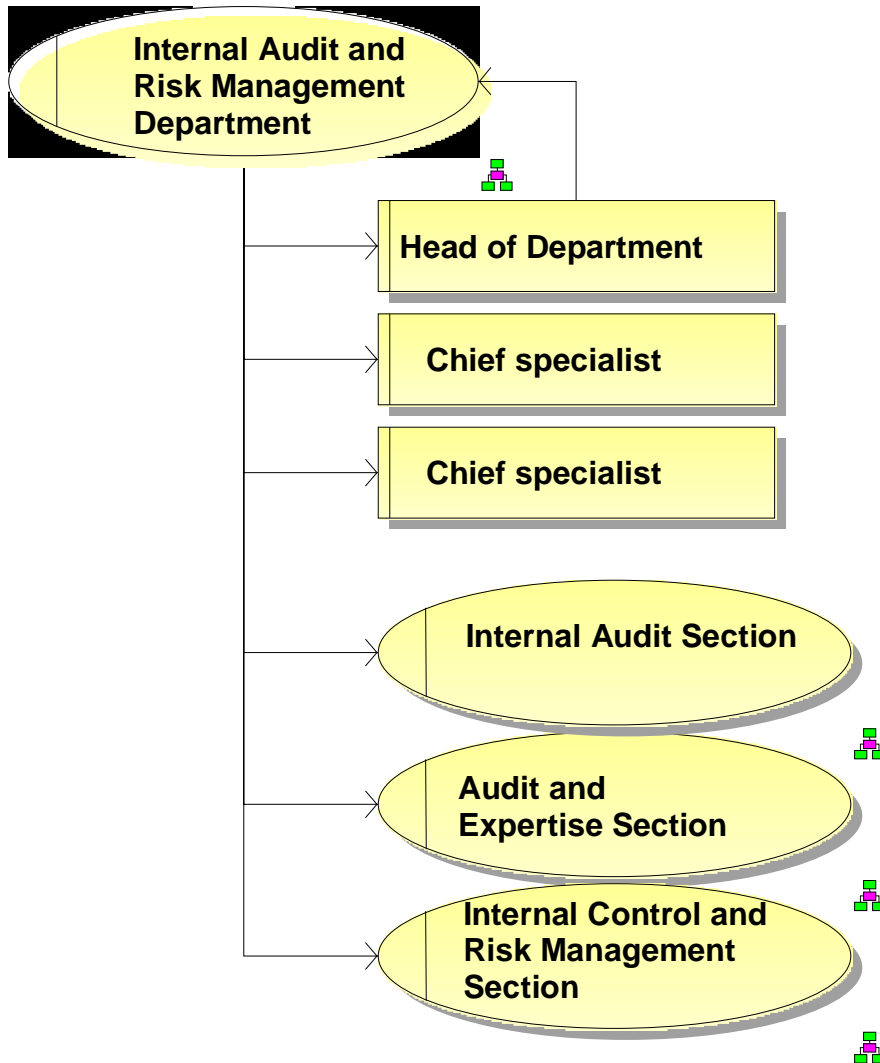 Internal Audit and
Risk Management
Department
Head of Department
Chief specialist
Chief specialist
Internal Audit Section
Audit and
Expertise Section
Internal Control and
Risk Management
Section